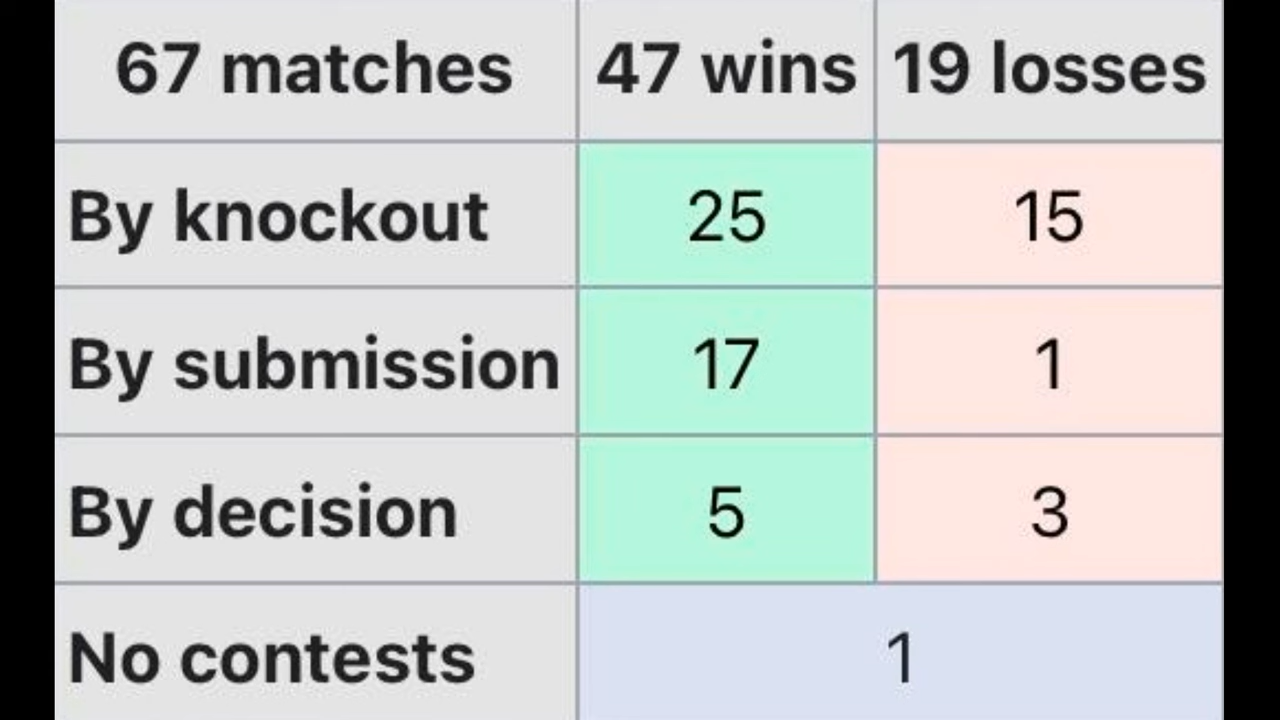 67 matches 47 wins 19 losses
By knockout 25 15
By submission 17 1
By decision 5 3
No contests 1